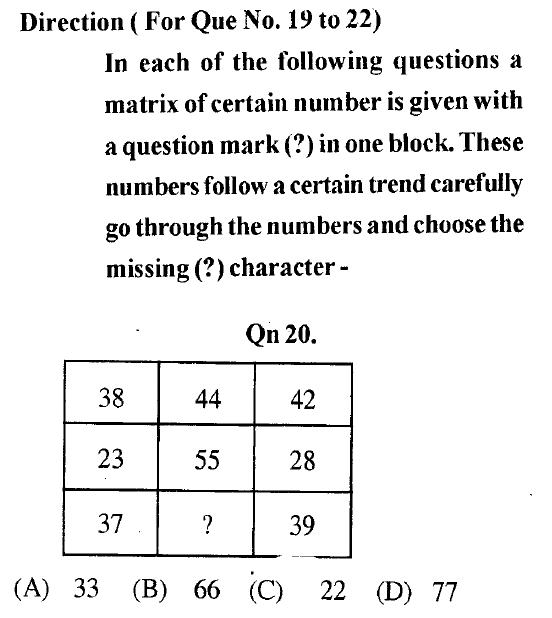 Direction ( For Que No. 19 to 22)
In each of the following questions a
matrix of certain number is given with
a question mark (?) in one block. These
numbers follow a certain trend carefully
go through the numbers and choose the
missing (?) character -
Qn 20.
38 44 42
23 55 28
37 ? 39
(A) 33 (B) 66 (C) 22 (D) 77